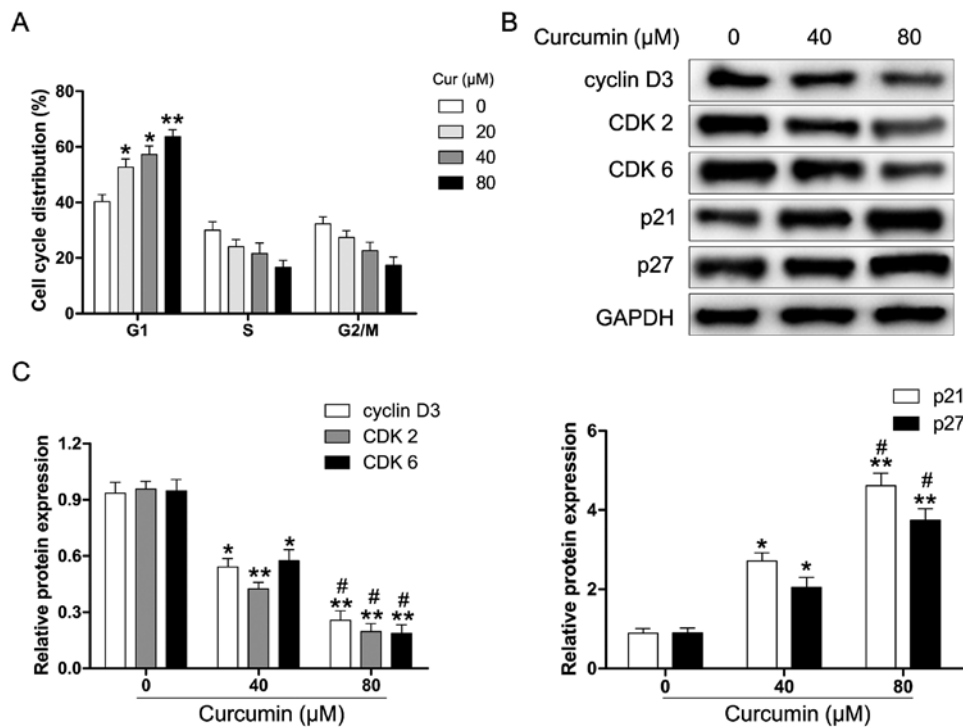 A
Cur (µM)
0
20
40
80
Cell cycle distribution (%)
80
60
40
20
0
* * **
G1 S G2/M
B
Curcumin (µM) 0 40 80
cyclin D3
CDK 2
CDK 6
p21
p27
GAPDH
C
cyclin D3
CDK 2
CDK 6
Relative protein expression
1.2
0.9
0.6
0.3
0.0
* ** *
# # #
** ** **
0 40 80
Curcumin (µM)
p21
p27
Relative protein expression
6
4
2
0
* *
# #
** **
0 40 80
Curcumin (µM)